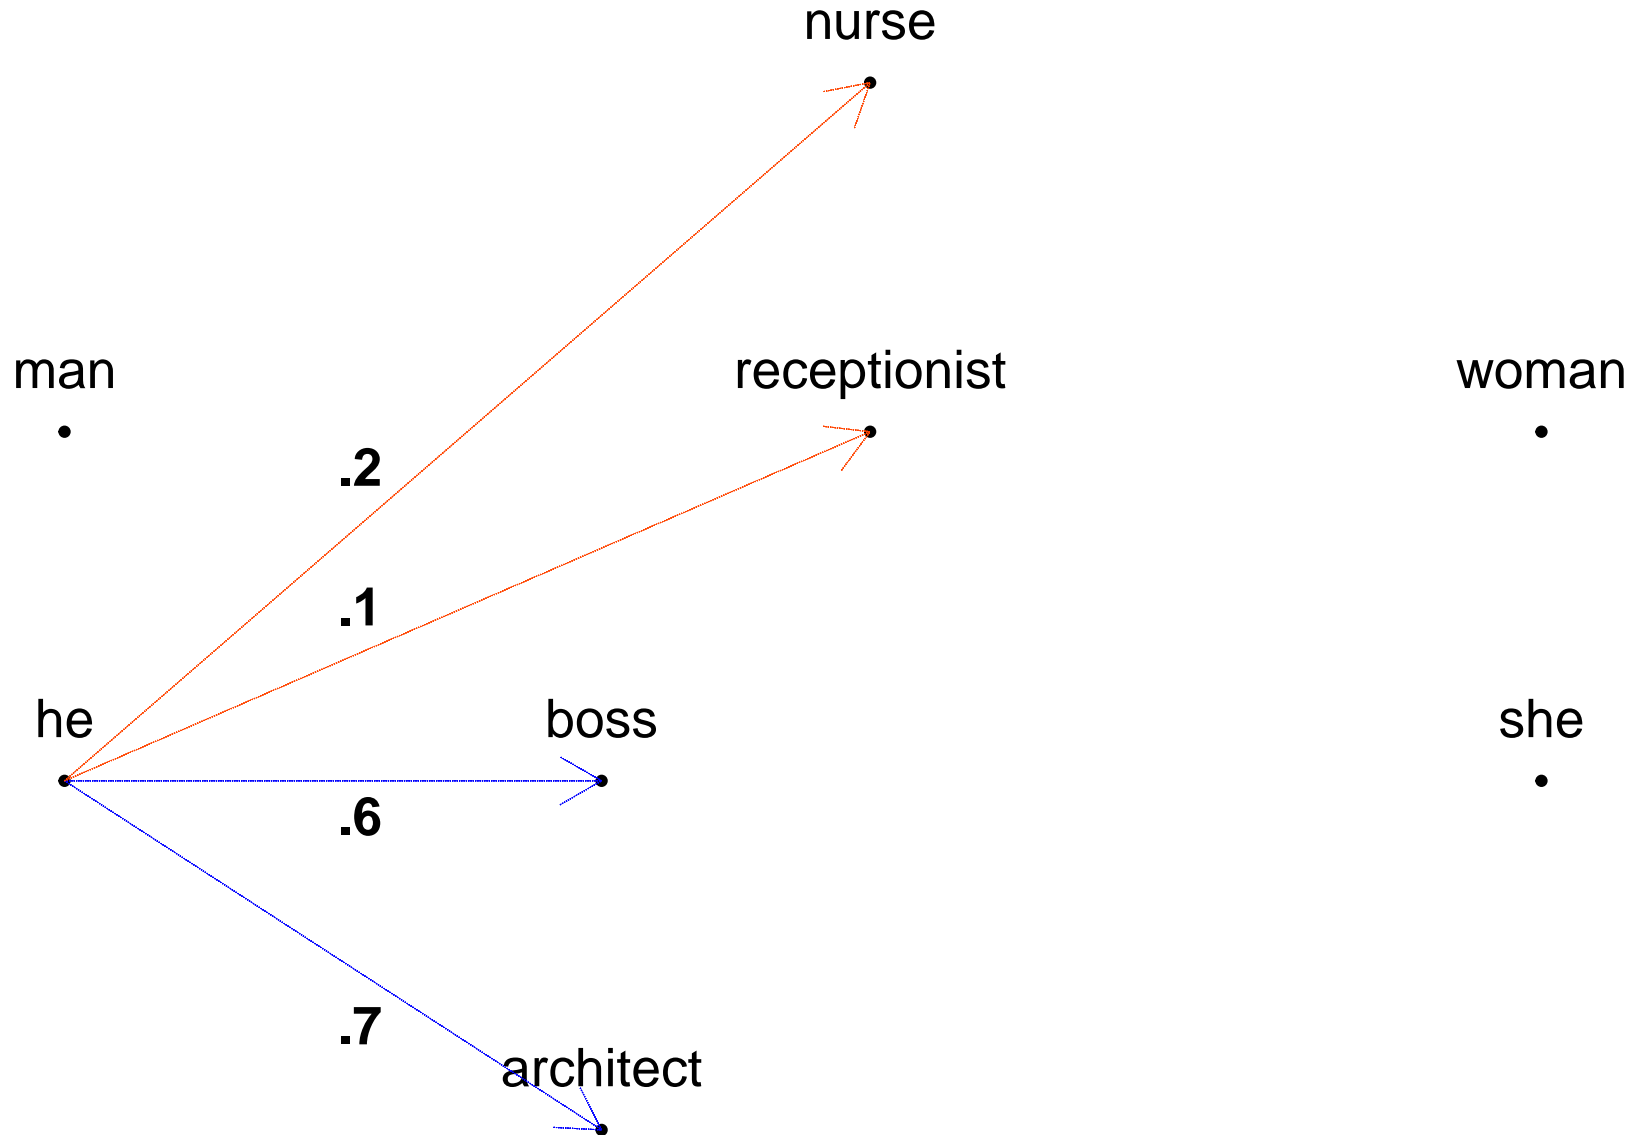 nurse
man
receptionist
woman
.2
.1
he
boss
she
.6
.7
architect